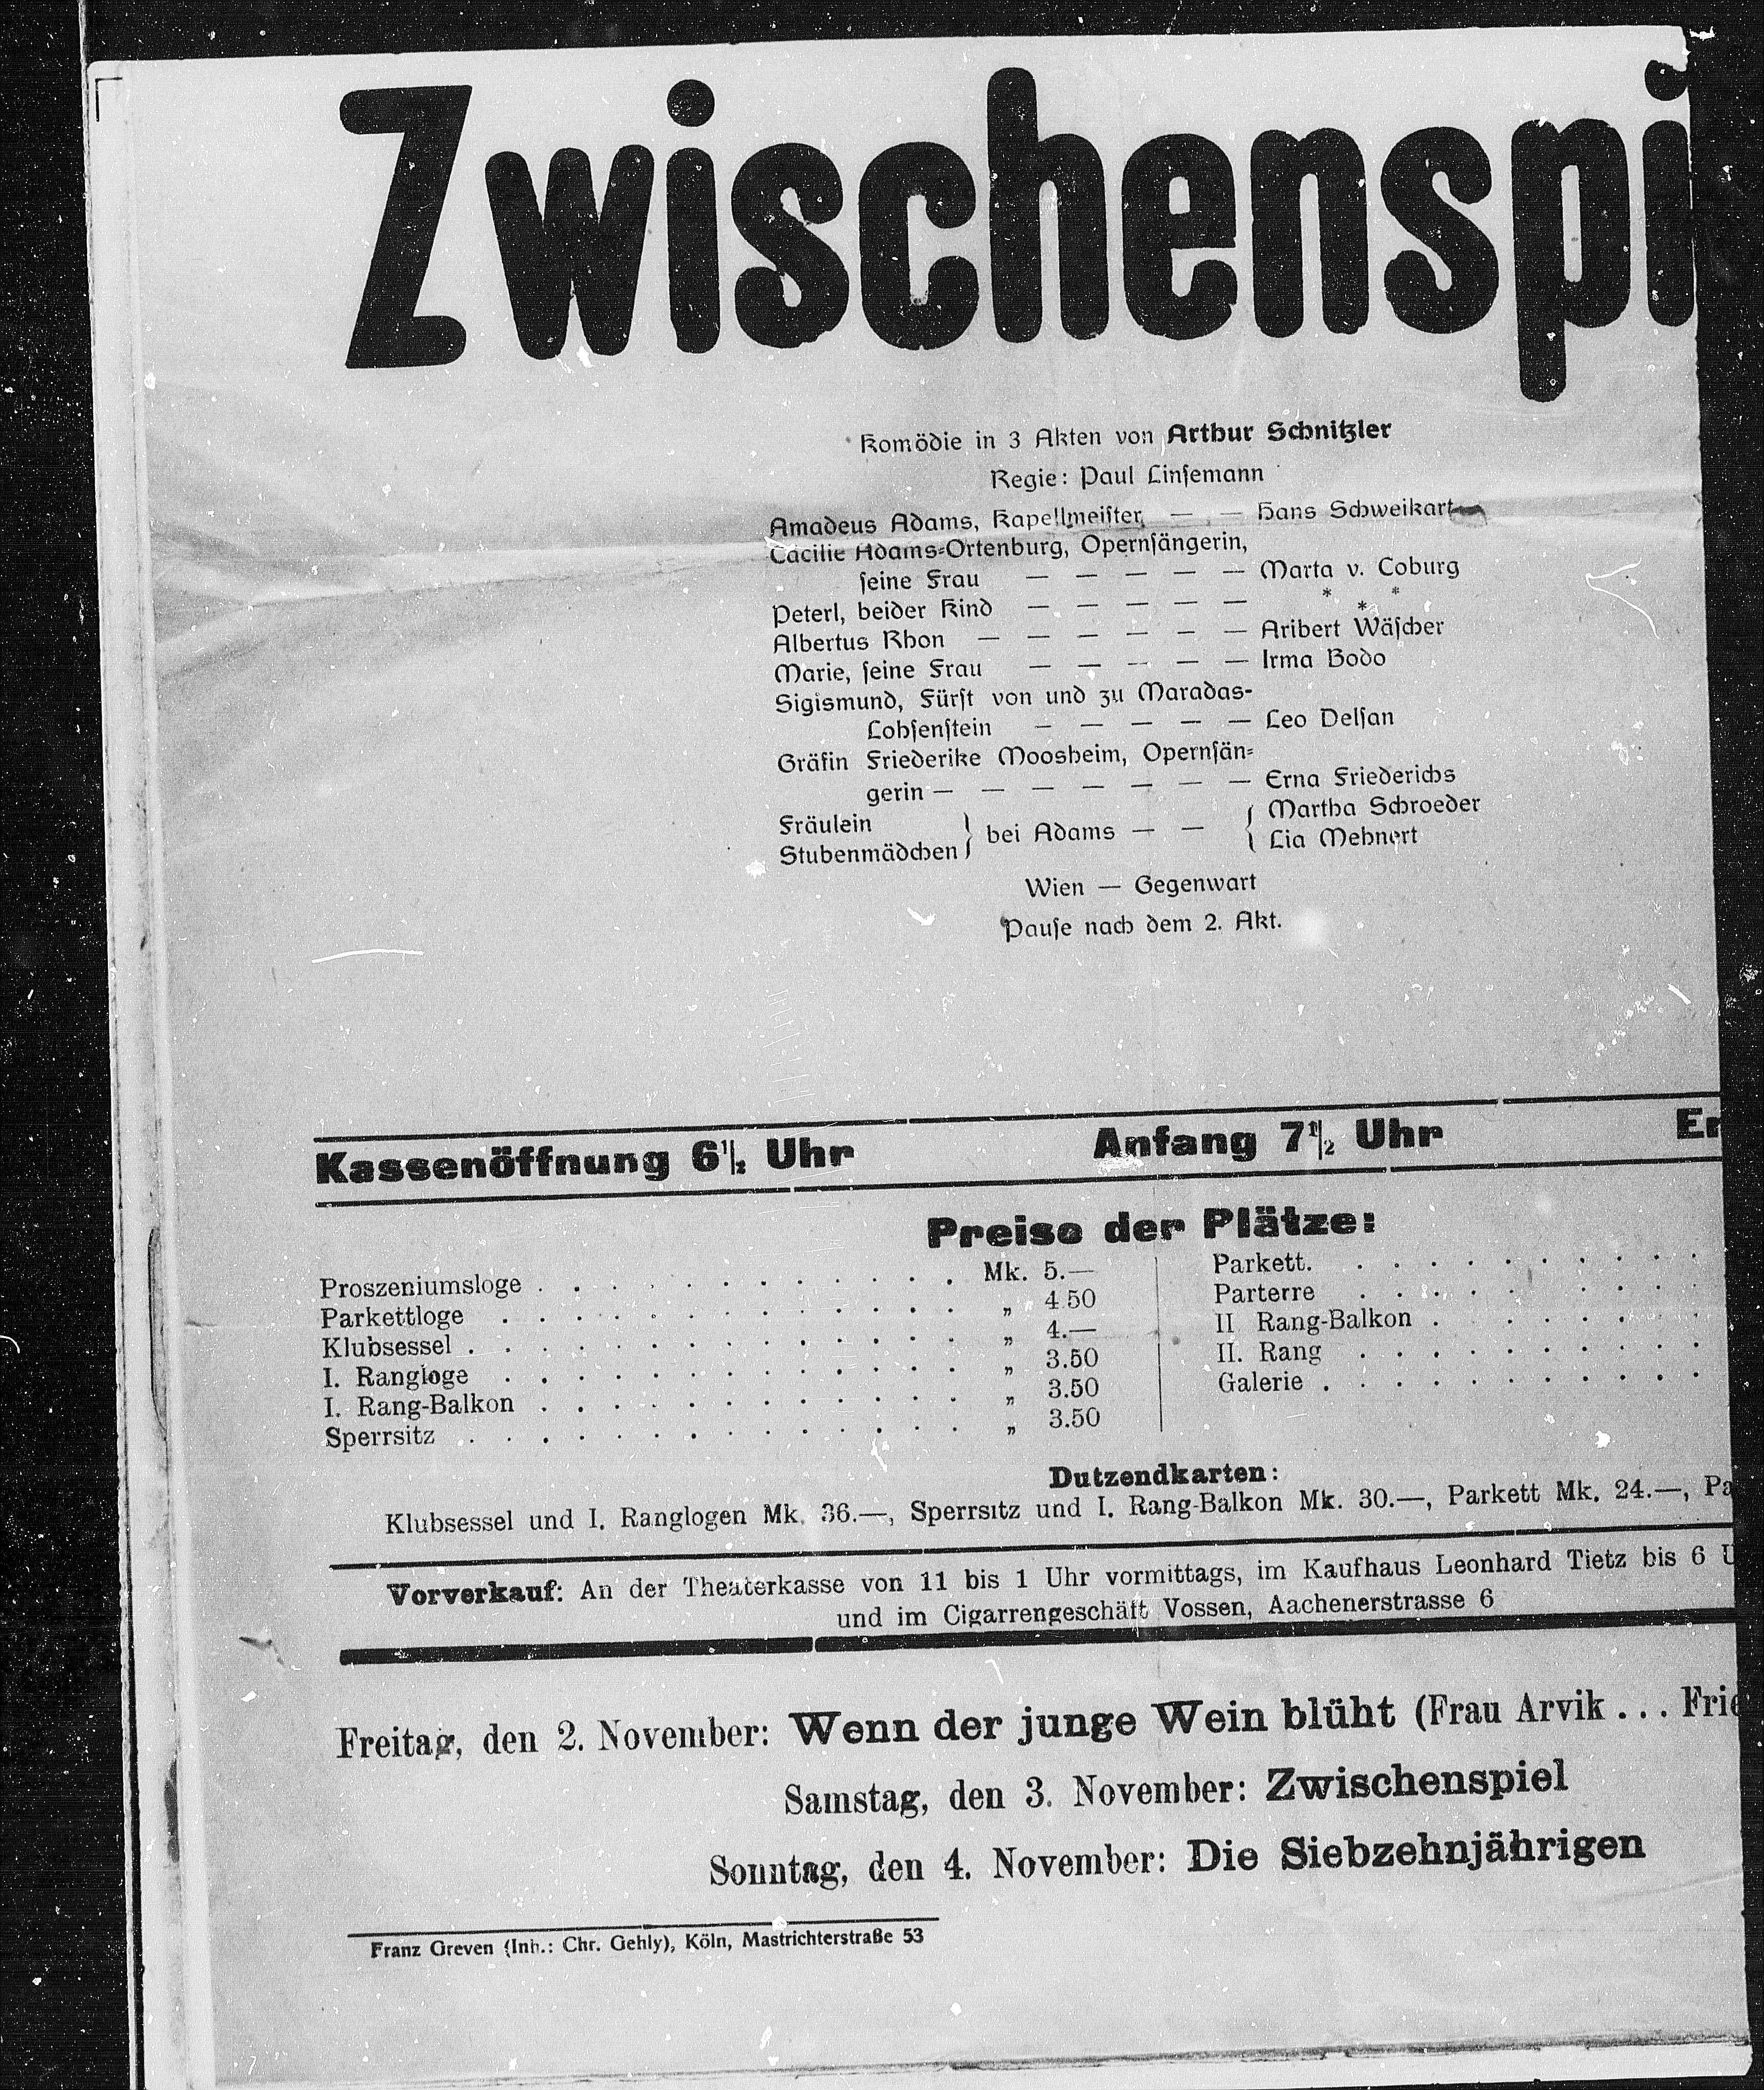 Zwischenspi
Komödie in 3 Akten von Arthur Schnitzler
Regie: Paul Linsemann
Amadeus Adams, Kapellmeister — — Hans Schweikart
Cäcilie Adams-Ortenburg, Opernsängerin,
seine Frau — — — — — Marta v. Coburg
Peterl, beider Kind — — — — — * * *
Albertus Rhon — — — — — — Aribert Wäscher
Marie, seine Frau — — — — — Irma Bodo
Sigismund, Fürst von und zu Maradas-
Lohsenstein — — — — — Leo Delsan
Gräfin Friederike Moosheim, Opernsän-
gerin — — — — — — — Erna Friederichs
Fräulein } bei Adams — — { Martha Schroeder
Stubenmädchen } { Lia Mehnert
Wien — Gegenwart
Pause nach dem 2. Akt.
Kassenöffnung 6½ Uhr Anfang 7½ Uhr En
Preise der Plätze:
Proszeniumsloge . . . . . . . . . . . . Mk. 5.—
Parkettloge . . . . . . . . . . . . . „ 4.50
Klubsessel . . . . . . . . . . . . . . „ 4.—
I. Rangloge . . . . . . . . . . . . . „ 3.50
I. Rang-Balkon . . . . . . . . . . . . „ 3.50
Sperrsitz . . . . . . . . . . . . . . „ 3.50
Parkett. . . . . . . . . . .
Parterre . . . . . . . . . .
II Rang-Balkon . . . . . . . .
II. Rang . . . . . . . . . .
Galerie . . . . . . . . . . .
Dutzendkarten:
Klubsessel und I. Ranglogen Mk. 36.—, Sperrsitz und I. Rang-Balkon Mk. 30.—, Parkett Mk. 24.—, Pa
Vorverkauf: An der Theaterkasse von 11 bis 1 Uhr vormittags, im Kaufhaus Leonhard Tietz bis 6 U
und im Cigarrengeschäft Vossen, Aachenerstrasse 6
Freitag, den 2. November: Wenn der junge Wein blüht (Frau Arvik . . . Frie
Samstag, den 3. November: Zwischenspiel
Sonntag, den 4. November: Die Siebzehnjährigen
Franz Greven (Inh.: Chr. Gehly), Köln, Mastrichterstraße 53